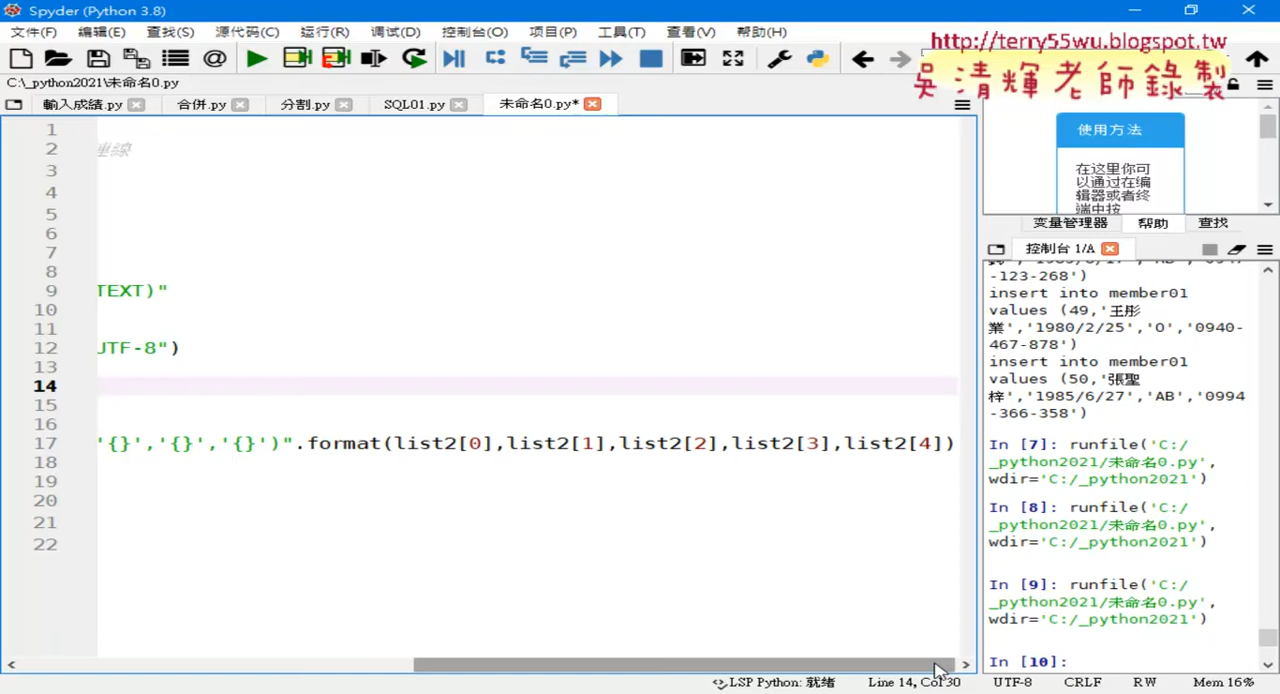 Spyder (Python 3.8)
文件(F) 编辑(E) 查找(S) 源代码(C) 运行(R) 调试(D) 控制台(O) 项目(P) 工具(T) 查看(V) 帮助(H)
http://terry55wu.blogspot.tw
吳清輝老師錄製
C:\_python2021\未命名0.py
輸入成績.py 合併.py 分割.py SQL01.py 未命名0.py*
1
2 連線
3
4
5
6
7
8
9 TEXT)"
10
11
12 UTF-8")
13
14
15
16
17 '{}','{}','{}')".format(list2[0],list2[1],list2[2],list2[3],list2[4])
18
19
20
21
22
使用方法
在这里你可
以通过在编
辑器或者终
端中按
变量管理器 帮助 查找
控制台 1/A
-123-268')
insert into member01
values (49,'王彤
業','1980/2/25','O','0940-
467-878')
insert into member01
values (50,'張聖
梓','1985/6/27','AB','0994
-366-358')
In [7]: runfile('C:/
_python2021/未命名0.py',
wdir='C:/_python2021')
In [8]: runfile('C:/
_python2021/未命名0.py',
wdir='C:/_python2021')
In [9]: runfile('C:/
_python2021/未命名0.py',
wdir='C:/_python2021')
In [10]:
LSP Python: 就绪 Line 14, Col 30 UTF-8 CRLF RW Mem 16%